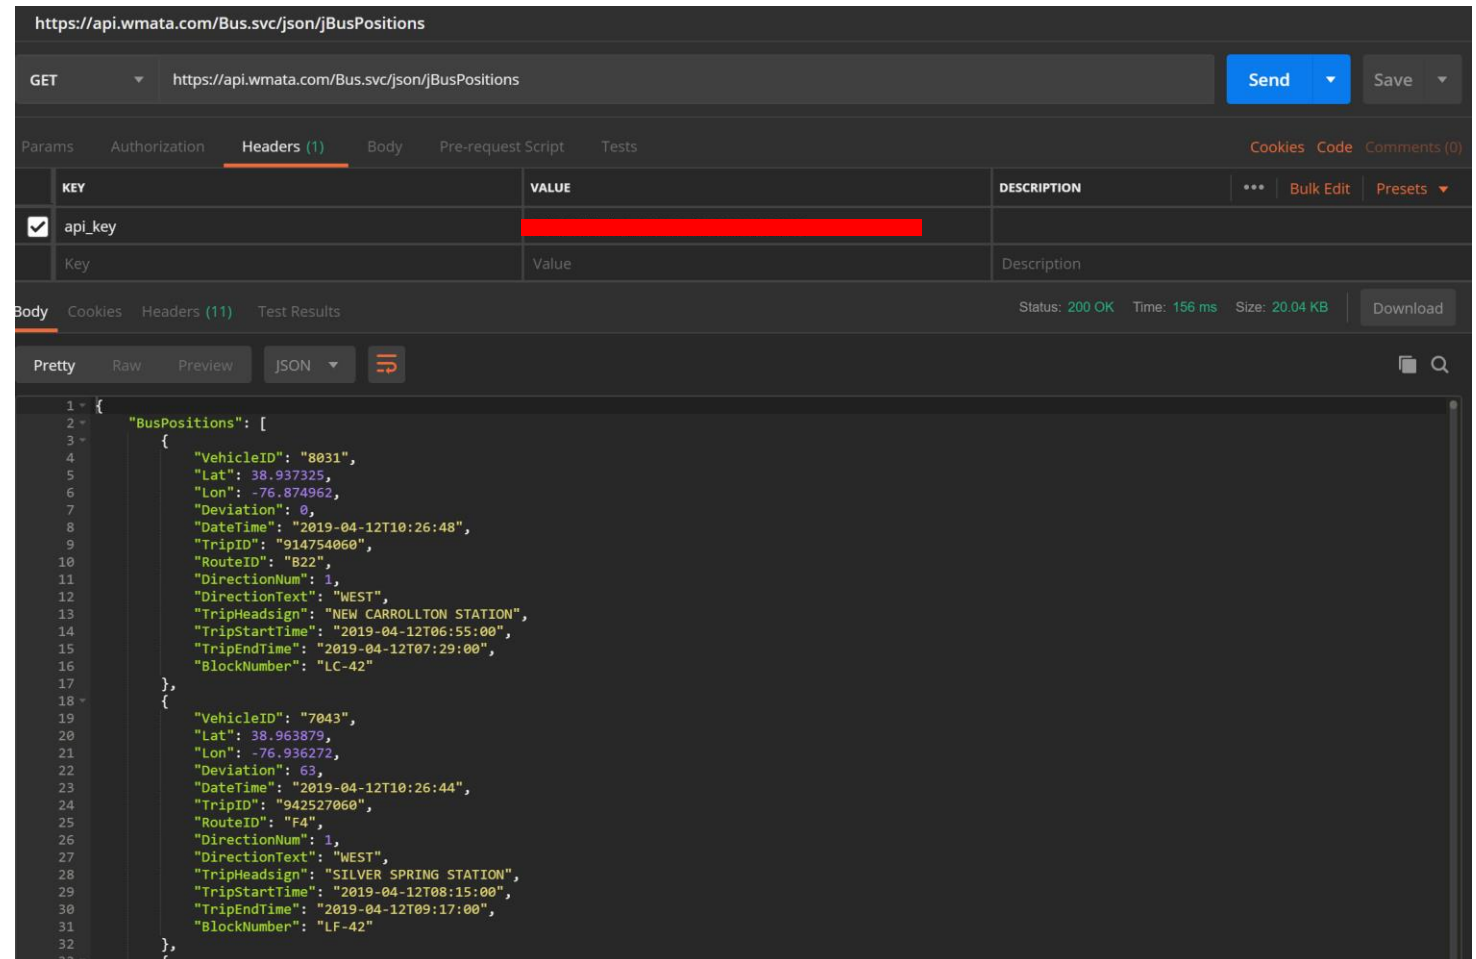 https://api.wmata.com/Bus.svc/json/jBusPositions
GET https://api.wmata.com/Bus.svc/json/jBusPositions Send Save
Params Authorization Headers (1) Body Pre-request Script Tests Cookies Code Comments (0)
KEY VALUE DESCRIPTION ••• Bulk Edit Presets
api_key
Key Value Description
Body Cookies Headers (11) Test Results Status: 200 OK Time: 156 ms Size: 20.04 KB Download
Pretty Raw Preview JSON
1 {
2 "BusPositions": [
3 {
4 "VehicleID": "8031",
5 "Lat": 38.937325,
6 "Lon": -76.874962,
7 "Deviation": 0,
8 "DateTime": "2019-04-12T10:26:48",
9 "TripID": "914754060",
10 "RouteID": "B22",
11 "DirectionNum": 1,
12 "DirectionText": "WEST",
13 "TripHeadsign": "NEW CARROLLTON STATION",
14 "TripStartTime": "2019-04-12T06:55:00",
15 "TripEndTime": "2019-04-12T07:29:00",
16 "BlockNumber": "LC-42"
17 },
18 {
19 "VehicleID": "7043",
20 "Lat": 38.963879,
21 "Lon": -76.936272,
22 "Deviation": 63,
23 "DateTime": "2019-04-12T10:26:44",
24 "TripID": "942527060",
25 "RouteID": "F4",
26 "DirectionNum": 1,
27 "DirectionText": "WEST",
28 "TripHeadsign": "SILVER SPRING STATION",
29 "TripStartTime": "2019-04-12T08:15:00",
30 "TripEndTime": "2019-04-12T09:17:00",
31 "BlockNumber": "LF-42"
32 },